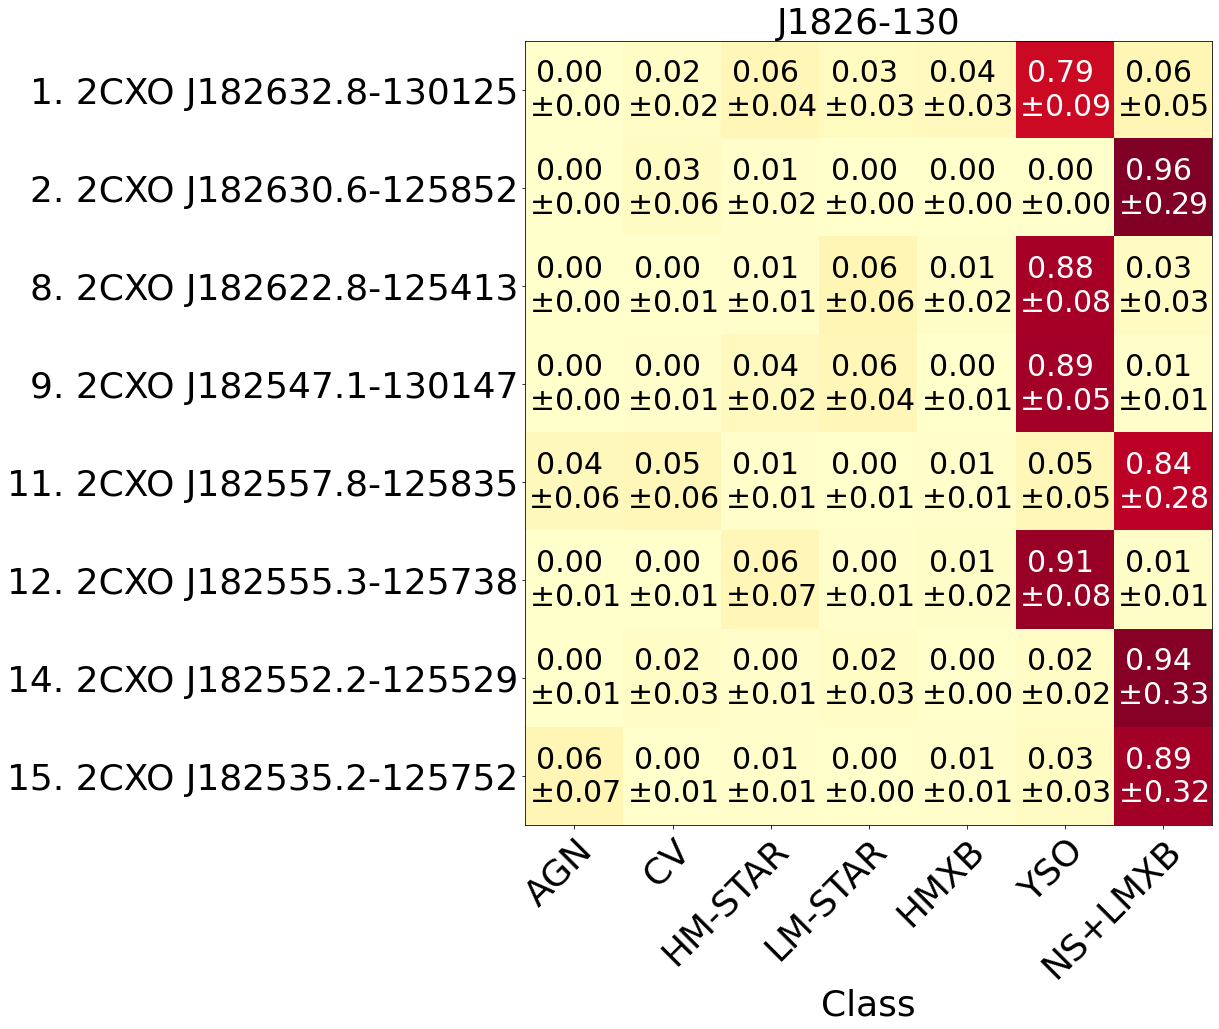 J1826-130
1. 2CXO J182632.8-130125 0.00 0.02 0.06 0.03 0.04 0.79 0.06
±0.00 ±0.02 ±0.04 ±0.03 ±0.03 ±0.09 ±0.05
2. 2CXO J182630.6-125852 0.00 0.03 0.01 0.00 0.00 0.00 0.96
±0.00 ±0.06 ±0.02 ±0.00 ±0.00 ±0.00 ±0.29
8. 2CXO J182622.8-125413 0.00 0.00 0.01 0.06 0.01 0.88 0.03
±0.00 ±0.01 ±0.01 ±0.06 ±0.02 ±0.08 ±0.03
9. 2CXO J182547.1-130147 0.00 0.00 0.04 0.06 0.00 0.89 0.01
±0.00 ±0.01 ±0.02 ±0.04 ±0.01 ±0.05 ±0.01
11. 2CXO J182557.8-125835 0.04 0.05 0.01 0.00 0.01 0.05 0.84
±0.06 ±0.06 ±0.01 ±0.01 ±0.01 ±0.05 ±0.28
12. 2CXO J182555.3-125738 0.00 0.00 0.06 0.00 0.01 0.91 0.01
±0.01 ±0.01 ±0.07 ±0.01 ±0.02 ±0.08 ±0.01
14. 2CXO J182552.2-125529 0.00 0.02 0.00 0.02 0.00 0.02 0.94
±0.01 ±0.03 ±0.01 ±0.03 ±0.00 ±0.02 ±0.33
15. 2CXO J182535.2-125752 0.06 0.00 0.01 0.00 0.01 0.03 0.89
±0.07 ±0.01 ±0.01 ±0.00 ±0.01 ±0.03 ±0.32
AGN CV HM-STAR LM-STAR HMXB YSO NS+LMXB
Class